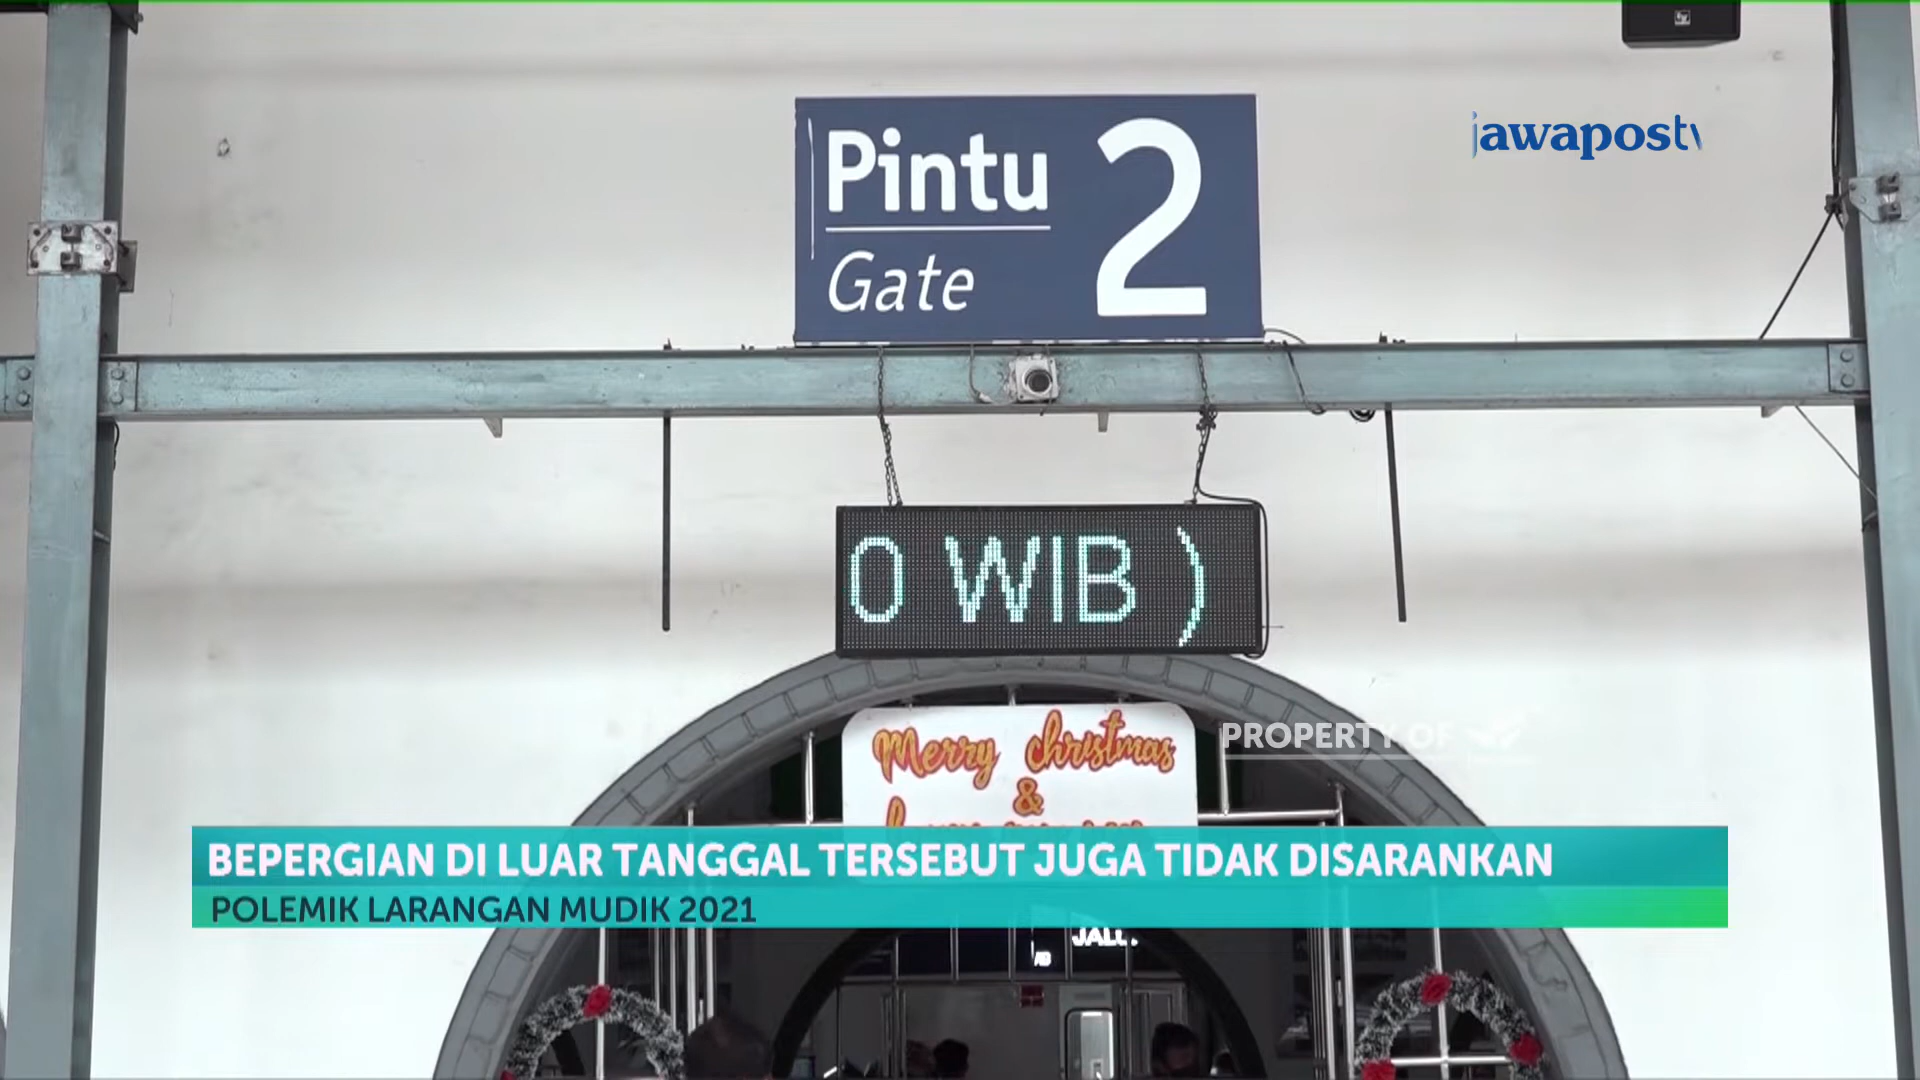 Pintu 2
Gate
jawapostv
0 WIB )
Merry christmas
&
PROPERTY OF
BEPERGIAN DI LUAR TANGGAL TERSEBUT JUGA TIDAK DISARANKAN
POLEMIK LARANGAN MUDIK 2021